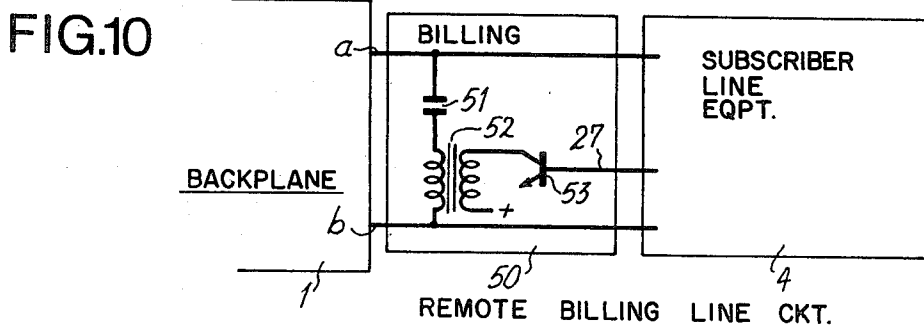 FIG.10
a
BILLING
SUBSCRIBER
LINE
EQPT.
51
52
27
BACKPLANE
53
+
b
1
50
4
REMOTE BILLING LINE CKT.